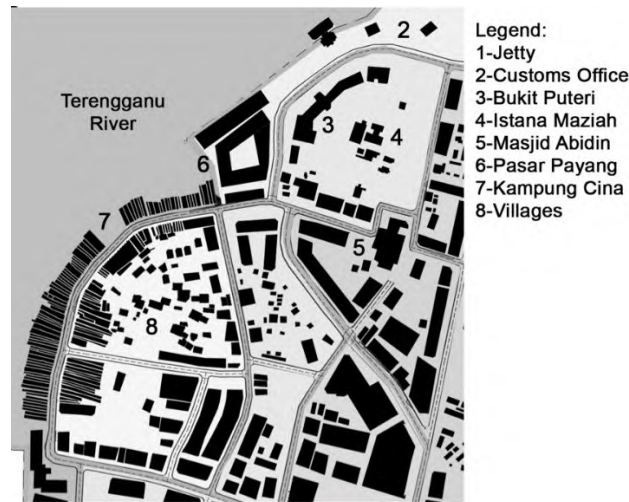 2
Terengganu
River
3
4
6
7
5
8
Legend:
1-Jetty
2-Customs Office
3-Bukit Puteri
4-Istana Maziah
5-Masjid Abidin
6-Pasar Payang
7-Kampung Cina
8-Villages